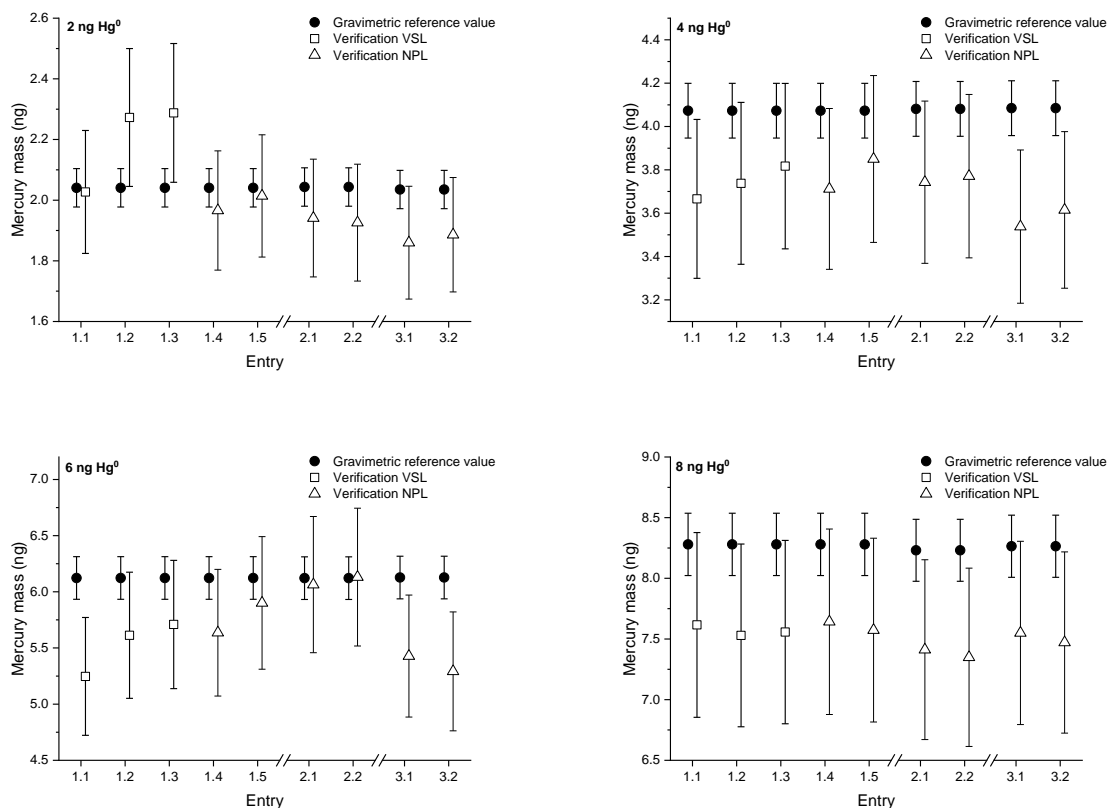 2 ng Hg⁰
Gravimetric reference value
Verification VSL
Verification NPL
Mercury mass (ng)
2.6
2.4
2.2
2.0
1.8
1.6
1.1 1.2 1.3 1.4 1.5 2.1 2.2 3.1 3.2
Entry
4 ng Hg⁰
Gravimetric reference value
Verification VSL
Verification NPL
Mercury mass (ng)
4.4
4.2
4.0
3.8
3.6
3.4
3.2
1.1 1.2 1.3 1.4 1.5 2.1 2.2 3.1 3.2
Entry
6 ng Hg⁰
Gravimetric reference value
Verification VSL
Verification NPL
Mercury mass (ng)
7.0
6.5
6.0
5.5
5.0
4.5
1.1 1.2 1.3 1.4 1.5 2.1 2.2 3.1 3.2
Entry
8 ng Hg⁰
Gravimetric reference value
Verification VSL
Verification NPL
Mercury mass (ng)
9.0
8.5
8.0
7.5
7.0
6.5
1.1 1.2 1.3 1.4 1.5 2.1 2.2 3.1 3.2
Entry